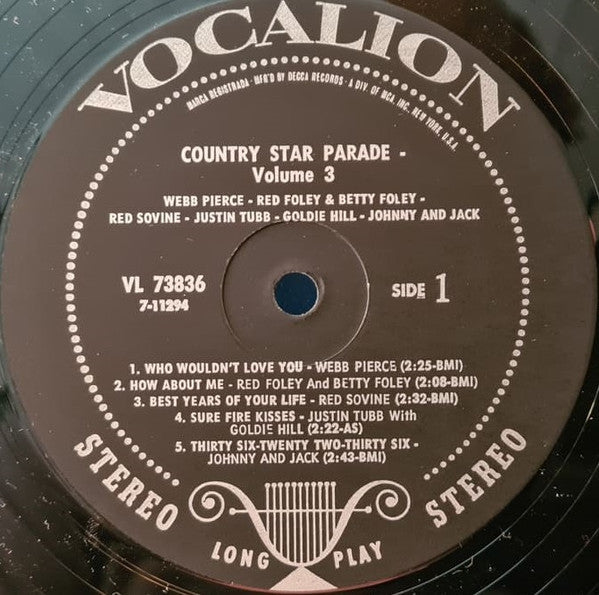 VOCALION
MARCA REGISTRADA · MFR'D BY DECCA RECORDS · A DIV. OF MCA, INC., NEW YORK, U.S.A.
COUNTRY STAR PARADE -
Volume 3
WEBB PIERCE - RED FOLEY & BETTY FOLEY -
RED SOVINE - JUSTIN TUBB - GOLDIE HILL - JOHNNY AND JACK
VL 73836
7-11294
SIDE 1
1. WHO WOULDN'T LOVE YOU - WEBB PIERCE (2:25-BMI)
2. HOW ABOUT ME - RED FOLEY And BETTY FOLEY (2:08-BMI)
3. BEST YEARS OF YOUR LIFE - RED SOVINE (2:32-BMI)
4. SURE FIRE KISSES - JUSTIN TUBB With
GOLDIE HILL (2:22-AS)
5. THIRTY SIX-TWENTY TWO-THIRTY SIX -
JOHNNY AND JACK (2:43-BMI)
STEREO
STEREO
LONG PLAY